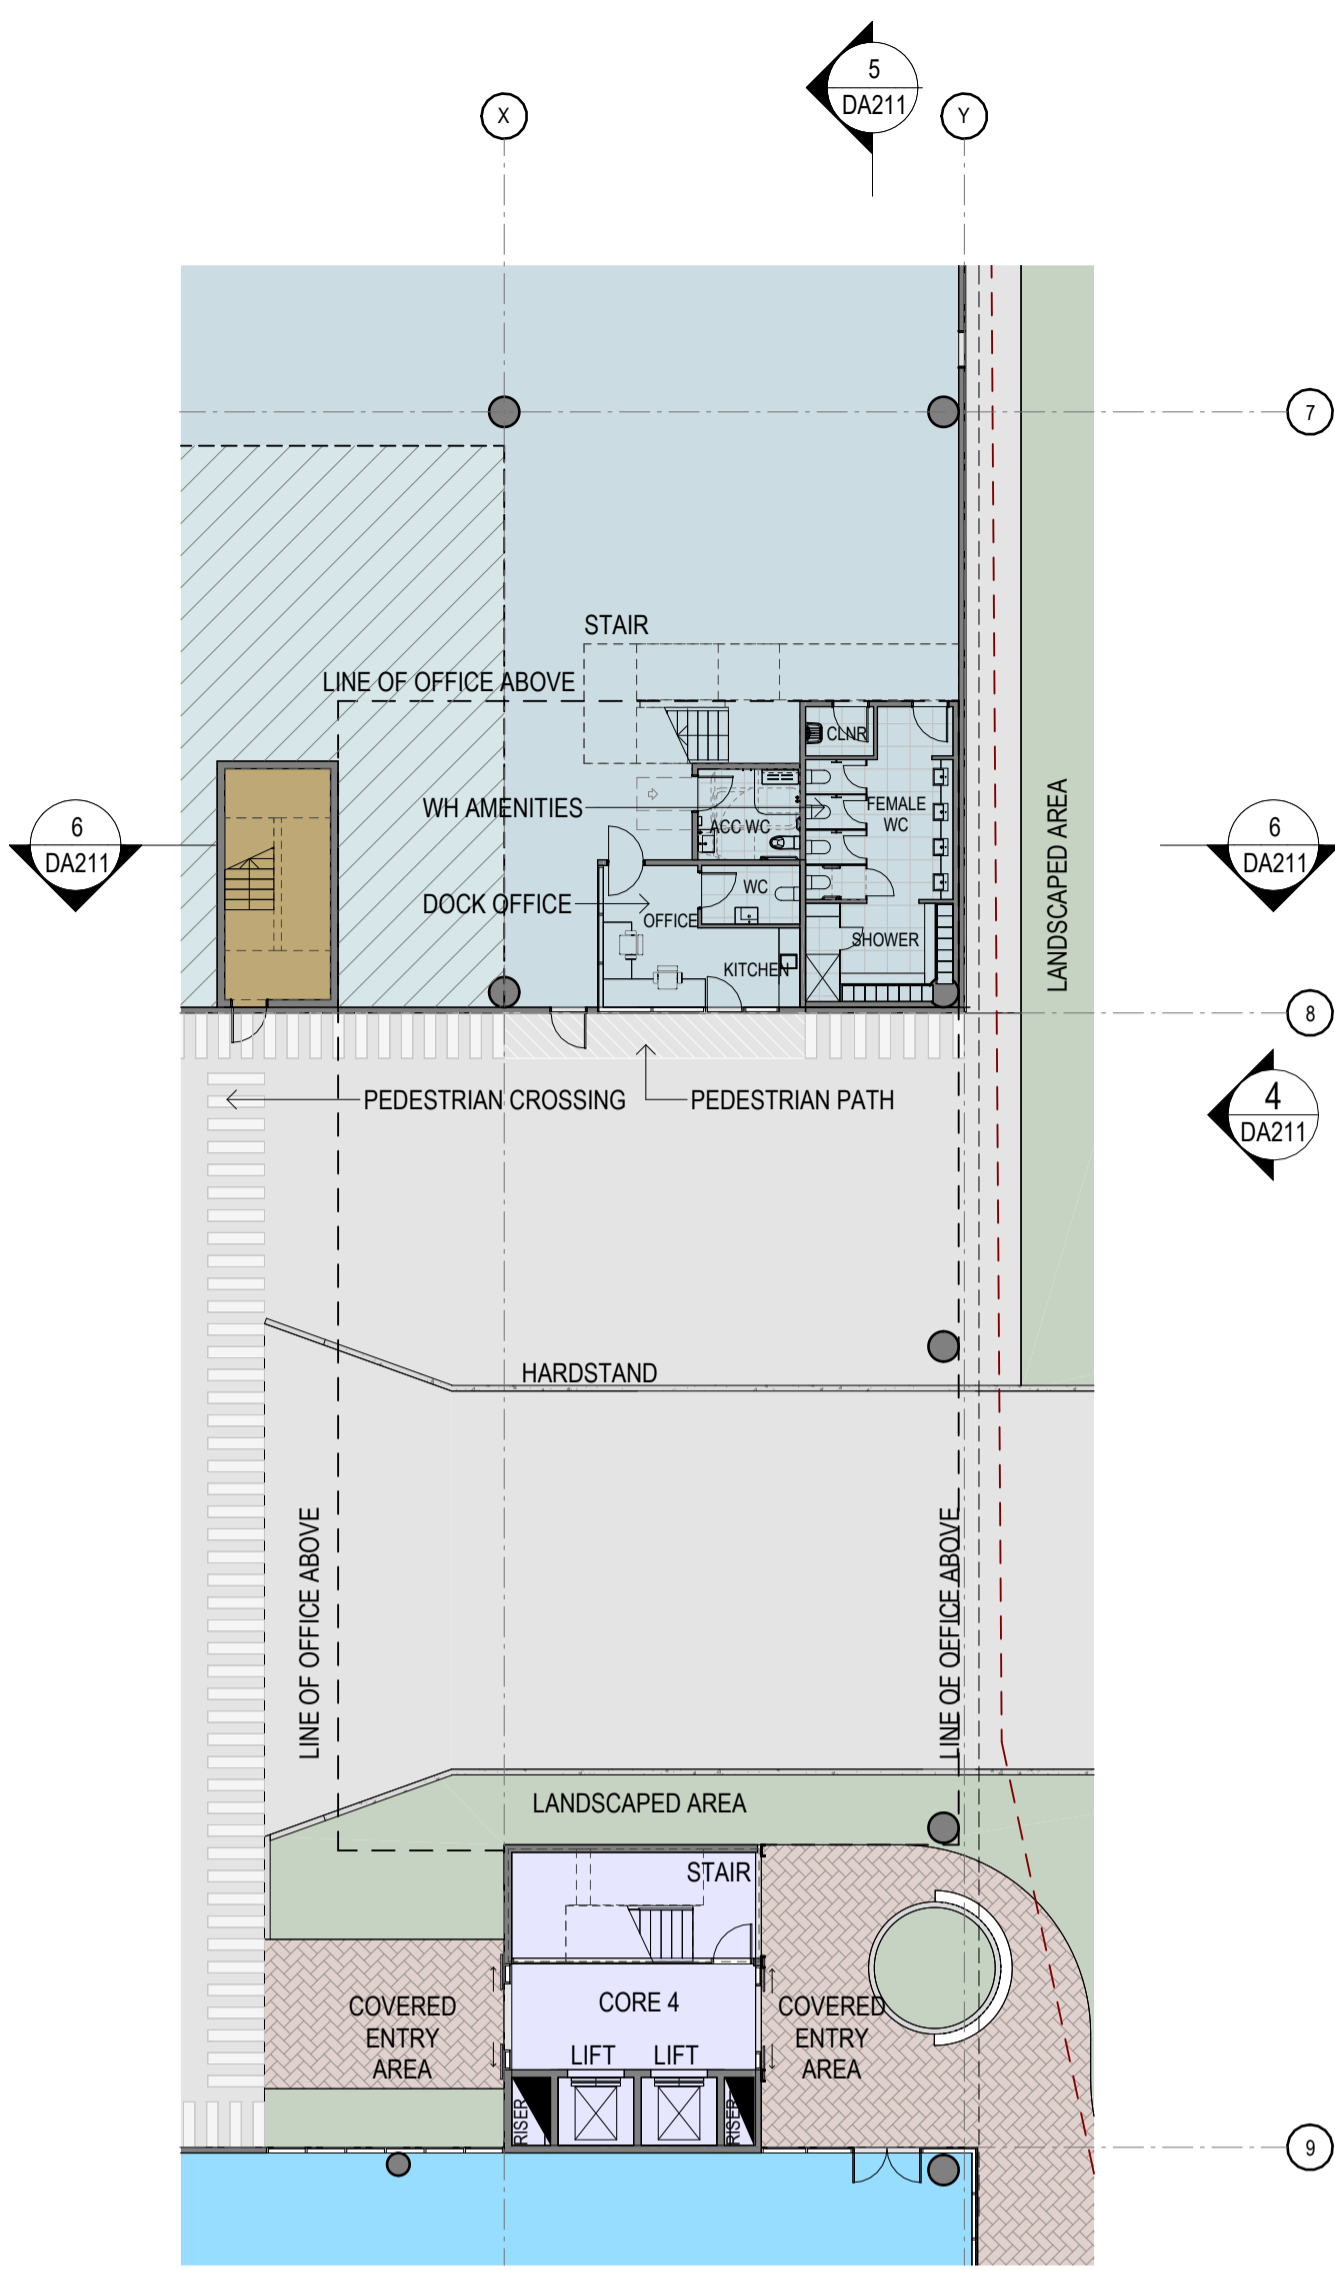 5
DA211
X
Y
7
STAIR
LINE OF OFFICE ABOVE
CLNR
WH AMENITIES
FEMALE
WC
ACC WC
6
DA211
6
DA211
LANDSCAPED AREA
WC
DOCK OFFICE
OFFICE
SHOWER
KITCHEN
8
PEDESTRIAN CROSSING
PEDESTRIAN PATH
4
DA211
HARDSTAND
LINE OF OFFICE ABOVE
LINE OF OFFICE ABOVE
LANDSCAPED AREA
STAIR
CORE 4
COVERED
ENTRY
AREA
COVERED
ENTRY
AREA
LIFT
LIFT
RISER
RISER
9